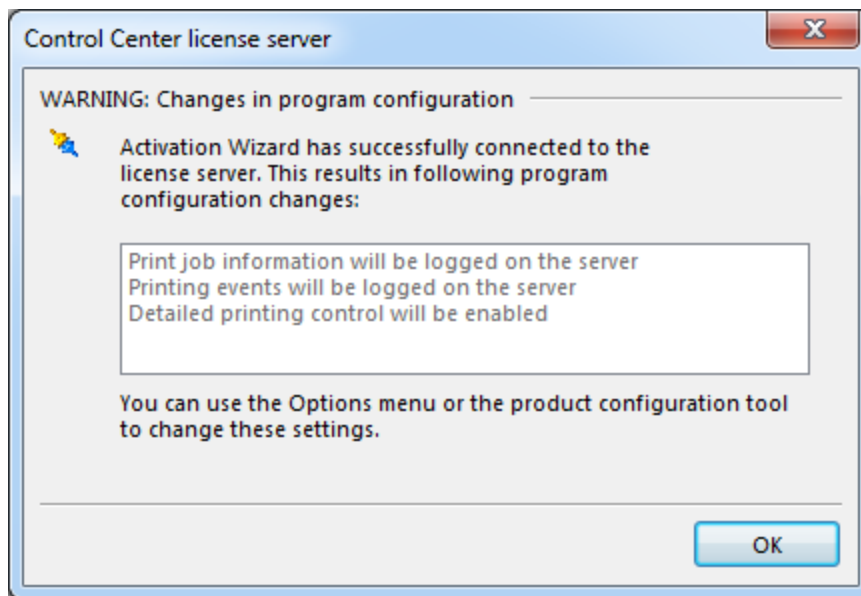 Control Center license server
WARNING: Changes in program configuration
Activation Wizard has successfully connected to the
license server. This results in following program
configuration changes:
Print job information will be logged on the server
Printing events will be logged on the server
Detailed printing control will be enabled
You can use the Options menu or the product configuration tool
to change these settings.
OK